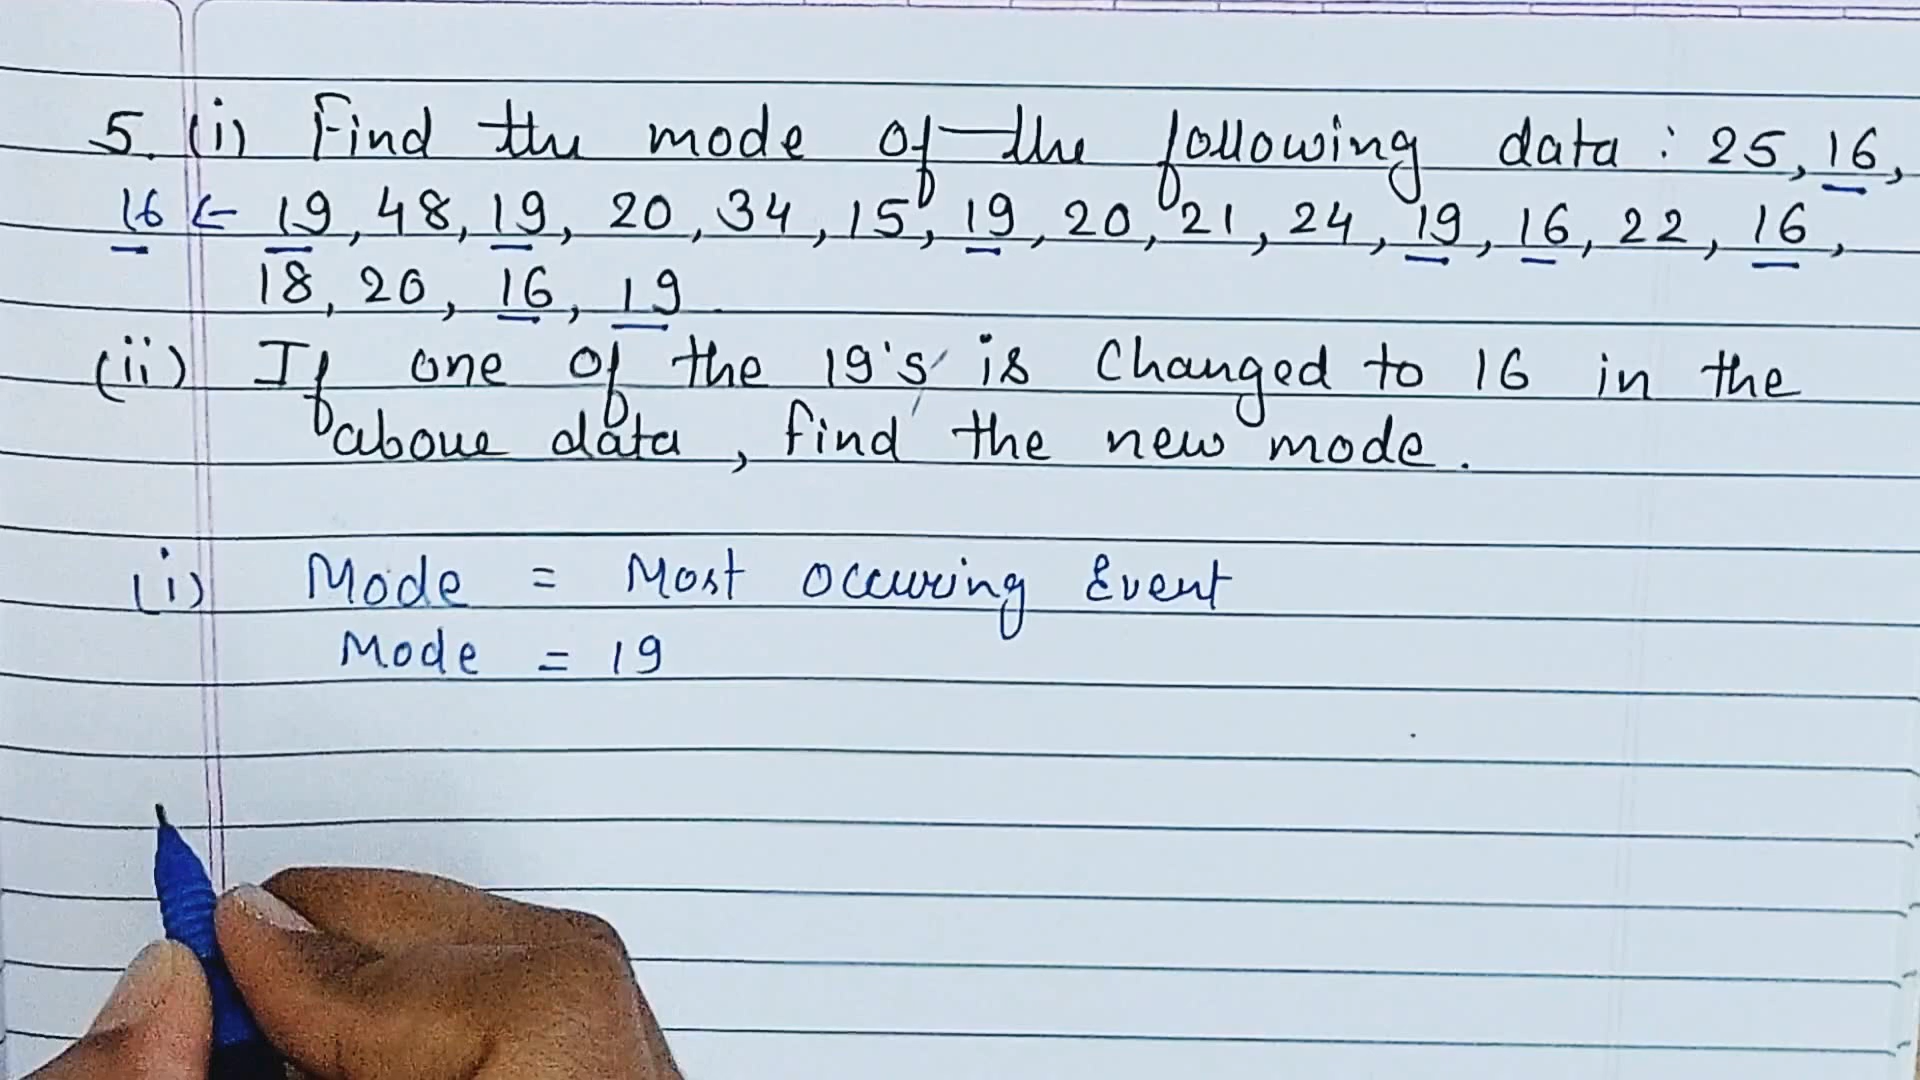 5. (i) Find the mode of the following data : 25, 16,
16 ← 19, 48, 19, 20, 34, 15, 19, 20, 21, 24, 19, 16, 22, 16,
18, 20, 16, 19
(ii) If one of the 19's is changed to 16 in the
above data, find the new mode.
(i) Mode = Most Occuring Event
Mode = 19